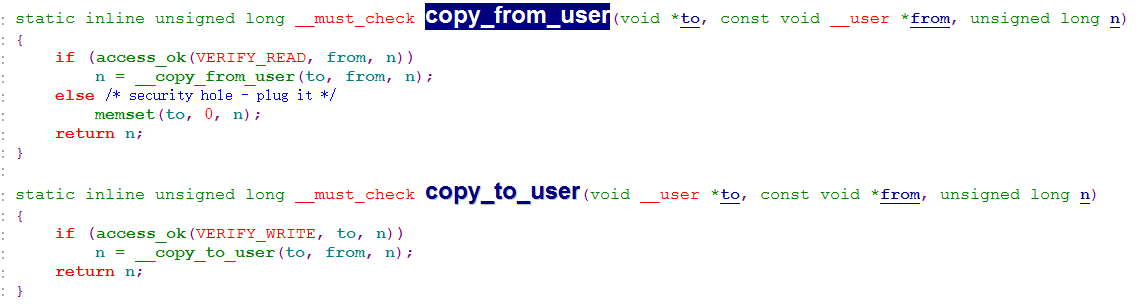 static inline unsigned long __must_check copy_from_user(void *to, const void __user *from, unsigned long n)
: {
:     if (access_ok(VERIFY_READ, from, n))
:         n = __copy_from_user(to, from, n);
:     else /* security hole - plug it */
:         memset(to, 0, n);
:     return n;
: }
:
: static inline unsigned long __must_check copy_to_user(void __user *to, const void *from, unsigned long n)
: {
:     if (access_ok(VERIFY_WRITE, to, n))
:         n = __copy_to_user(to, from, n);
:     return n;
: }